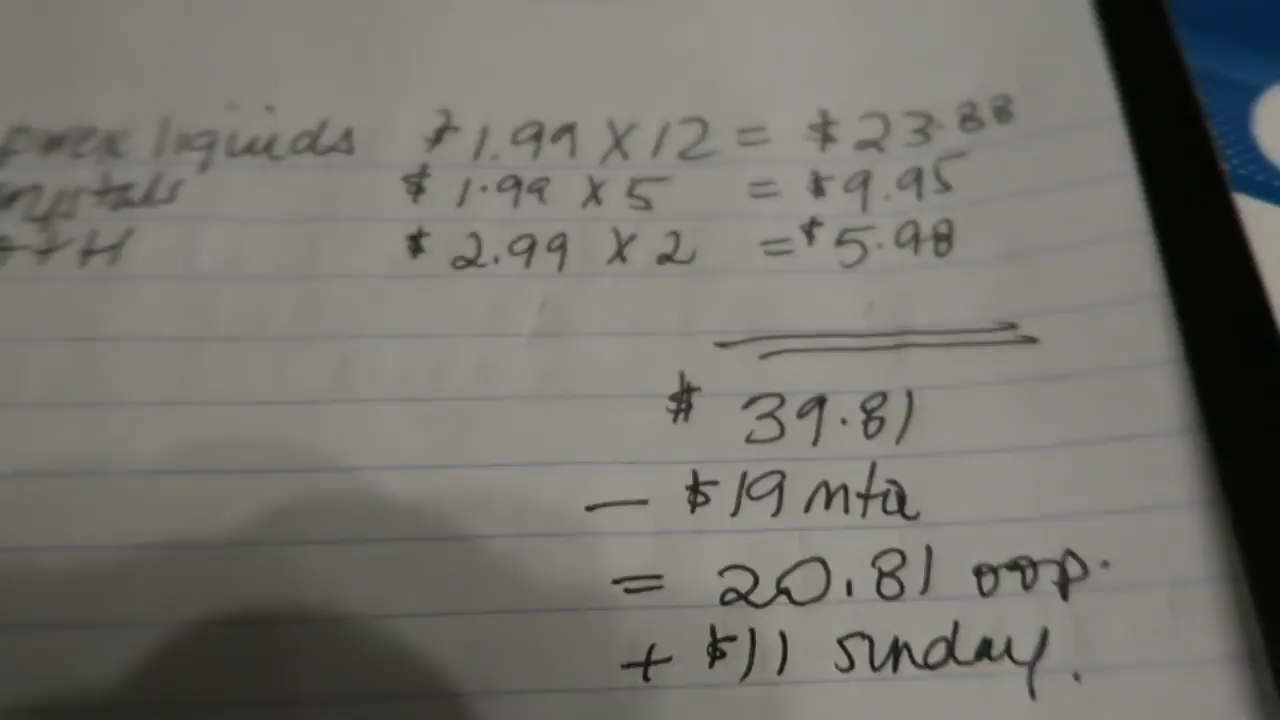 liquids $1.99 X 12 = $23.88
$1.99 X 5 = $9.95
$2.99 X 2 = $5.98
$39.81
- $19 mfq
= 20.81 oop.
+ $11 sunday.